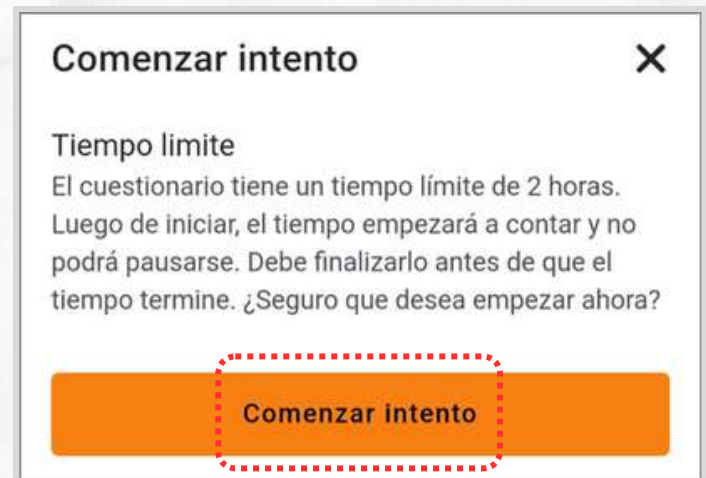 Comenzar intento
Tiempo limite
El cuestionario tiene un tiempo límite de 2 horas.
Luego de iniciar, el tiempo empezará a contar y no
podrá pausarse. Debe finalizarlo antes de que el
tiempo termine. ¿Seguro que desea empezar ahora?
Comenzar intento